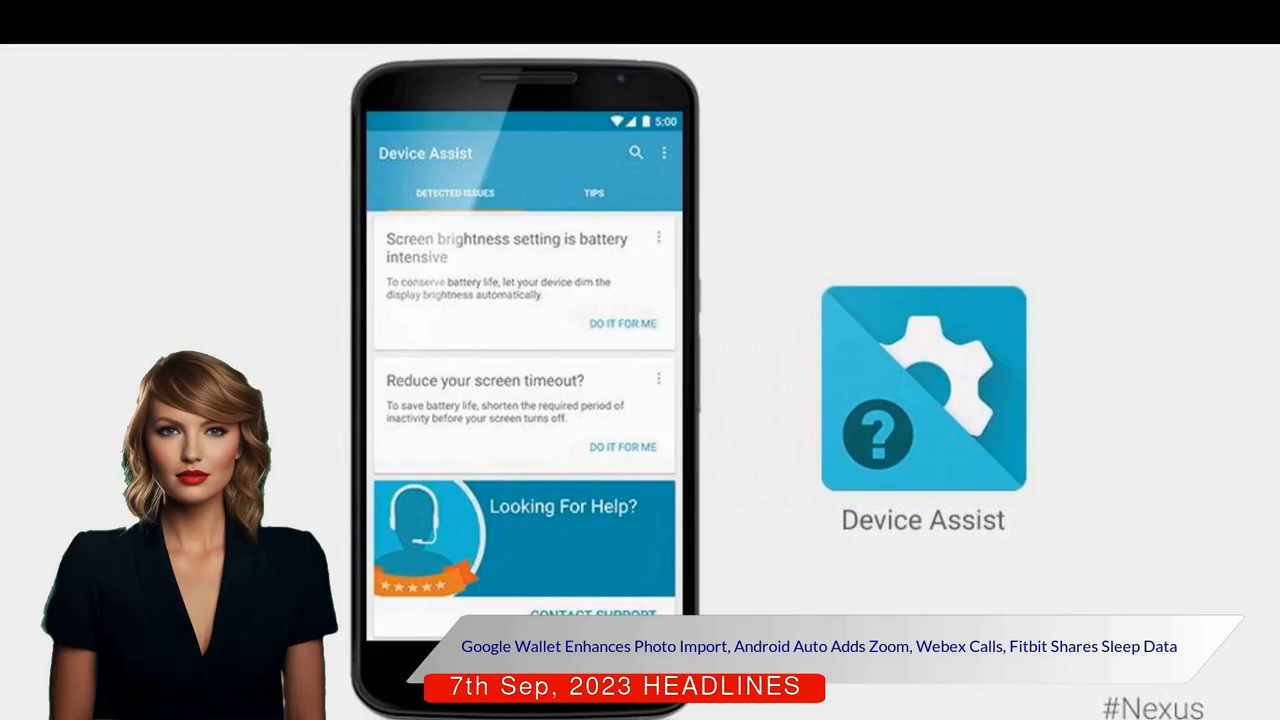 5:00
Device Assist
DETECTED ISSUES
TIPS
Screen brightness setting is battery
intensive
To conserve battery life, let your device dim the
display brightness automatically.
DO IT FOR ME
Reduce your screen timeout?
To save battery life, shorten the required period of
inactivity before your screen turns off.
DO IT FOR ME
Looking For Help?
CONTACT SUPPORT
?
Device Assist
Google Wallet Enhances Photo Import, Android Auto Adds Zoom, Webex Calls, Fitbit Shares Sleep Data
7th Sep, 2023 HEADLINES
#Nexus